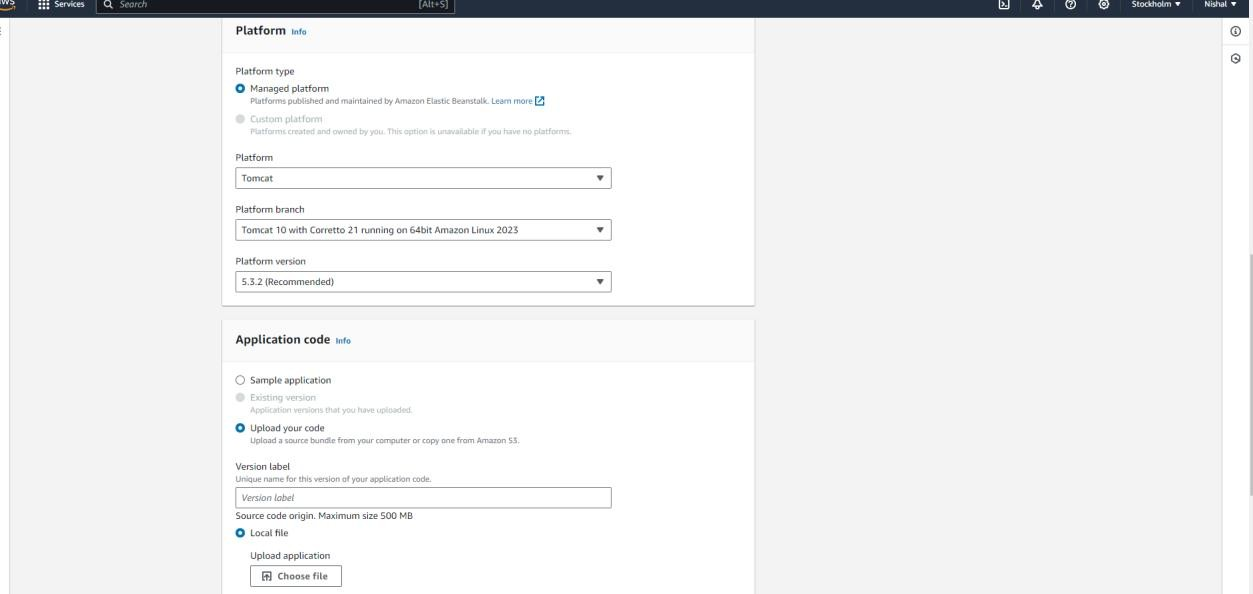 aws
Services
Search
[Alt+S]
Stockholm
Nishal
Platform Info
Platform type
Managed platform
Platforms published and maintained by Amazon Elastic Beanstalk. Learn more
Custom platform
Platforms created and owned by you. This option is unavailable if you have no platforms.
Platform
Tomcat
Platform branch
Tomcat 10 with Corretto 21 running on 64bit Amazon Linux 2023
Platform version
5.3.2 (Recommended)
Application code Info
Sample application
Existing version
Application versions that you have uploaded.
Upload your code
Upload a source bundle from your computer or copy one from Amazon S3.
Version label
Unique name for this version of your application code.
Version label
Source code origin. Maximum size 500 MB
Local file
Upload application
Choose file